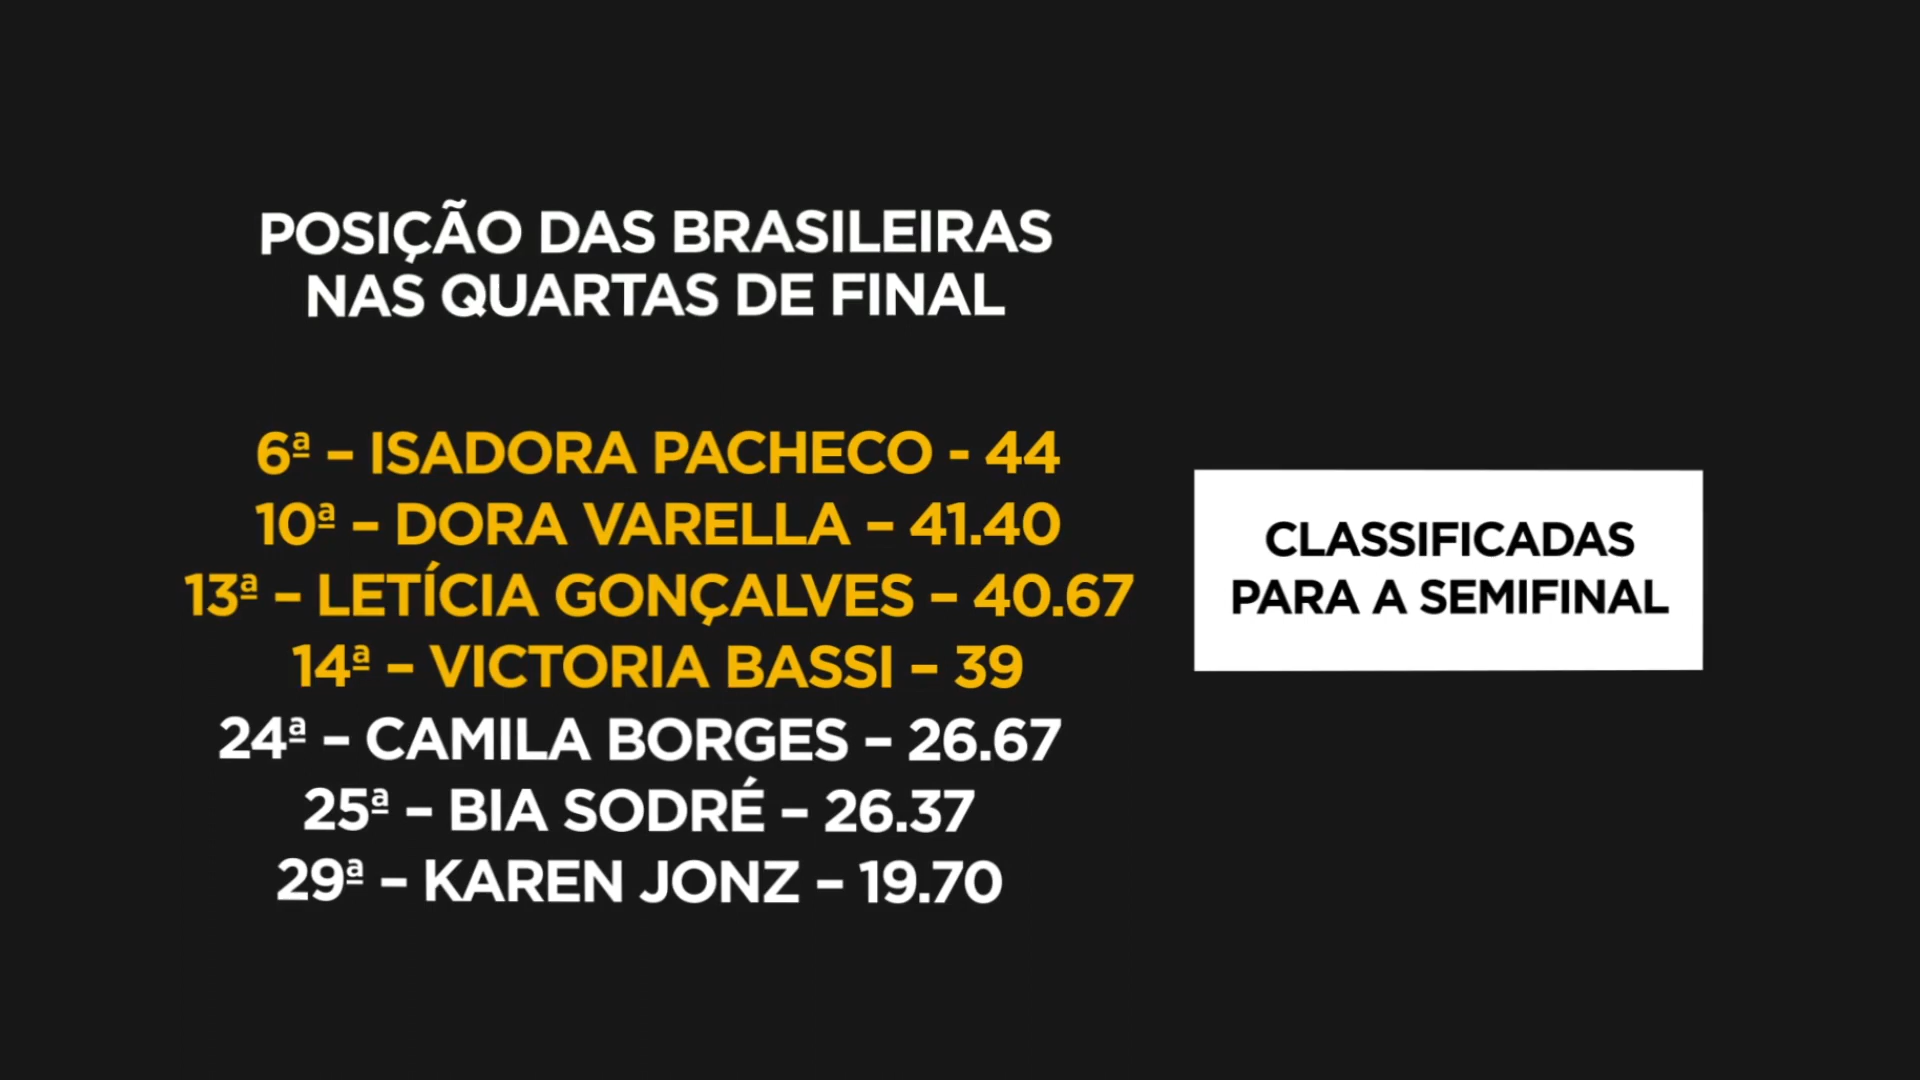 POSIÇÃO DAS BRASILEIRAS
NAS QUARTAS DE FINAL
6ª – ISADORA PACHECO - 44
10ª – DORA VARELLA – 41.40
13ª – LETÍCIA GONÇALVES – 40.67
14ª – VICTORIA BASSI – 39
24ª – CAMILA BORGES – 26.67
25ª – BIA SODRÉ – 26.37
29ª – KAREN JONZ – 19.70
CLASSIFICADAS
PARA A SEMIFINAL